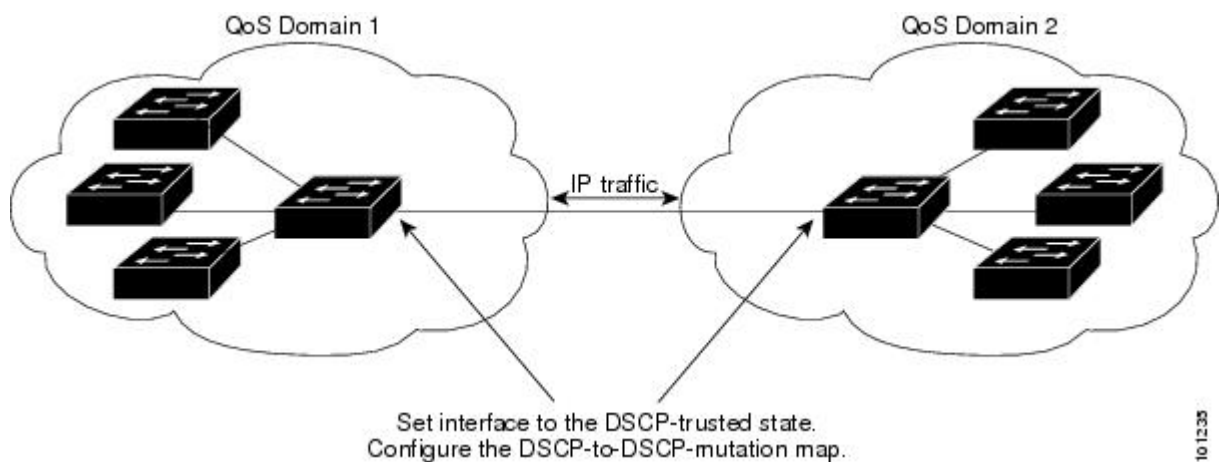 QoS Domain 1
QoS Domain 2
IP traffic
Set interface to the DSCP-trusted state.
Configure the DSCP-to-DSCP-mutation map.
101235